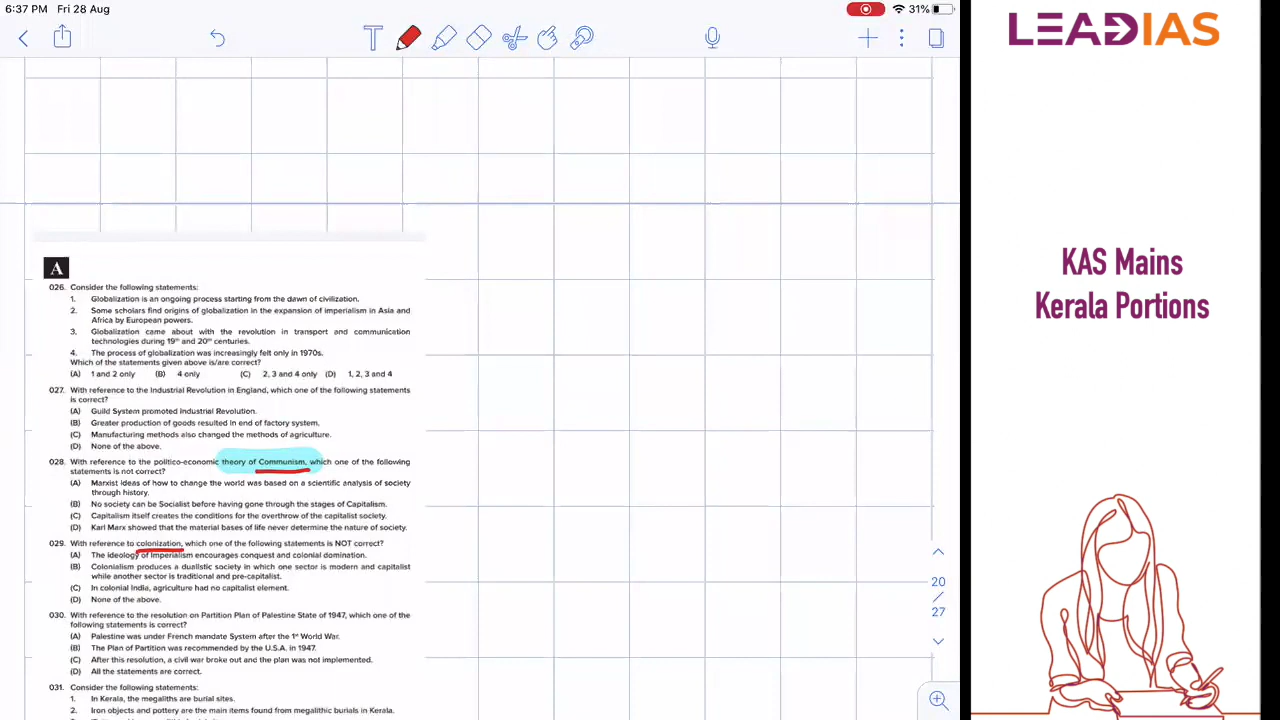 6:37 PM Fri 28 Aug
31%
LEADIAS
KAS Mains
Kerala Portions
A
026. Consider the following statements:
1. Globalization is an ongoing process starting from the dawn of civilization.
2. Some scholars find origins of globalization in the expansion of imperialism in Asia and
Africa by European powers.
3. Globalization came about with the revolution in transport and communication
technologies during 19th and 20th centuries.
4. The process of globalization was increasingly felt only in 1970s.
Which of the statements given above is/are correct?
(A) 1 and 2 only (B) 4 only (C) 2, 3 and 4 only (D) 1, 2, 3 and 4
027. With reference to the Industrial Revolution in England, which one of the following statements
is correct?
(A) Guild System promoted Industrial Revolution.
(B) Greater production of goods resulted in end of factory system.
(C) Manufacturing methods also changed the methods of agriculture.
(D) None of the above.
028. With reference to the politico-economic theory of Communism, which one of the following
statements is not correct?
(A) Marxist ideas of how to change the world was based on a scientific analysis of society
through history.
(B) No society can be Socialist before having gone through the stages of Capitalism.
(C) Capitalism itself creates the conditions for the overthrow of the capitalist society.
(D) Karl Marx showed that the material bases of life never determine the nature of society.
029. With reference to colonization, which one of the following statements is NOT correct?
(A) The ideology of Imperialism encourages conquest and colonial domination.
(B) Colonialism produces a dualistic society in which one sector is modern and capitalist
while another sector is traditional and pre-capitalist.
(C) In colonial India, agriculture had no capitalist element.
(D) None of the above.
030. With reference to the resolution on Partition Plan of Palestine State of 1947, which one of the
following statements is correct?
(A) Palestine was under French mandate System after the 1st World War.
(B) The Plan of Partition was recommended by the U.S.A. in 1947.
(C) After this resolution, a civil war broke out and the plan was not implemented.
(D) All the statements are correct.
031. Consider the following statements:
1. In Kerala, the megaliths are burial sites.
2. Iron objects and pottery are the main items found from megalithic burials in Kerala.
20
/
27